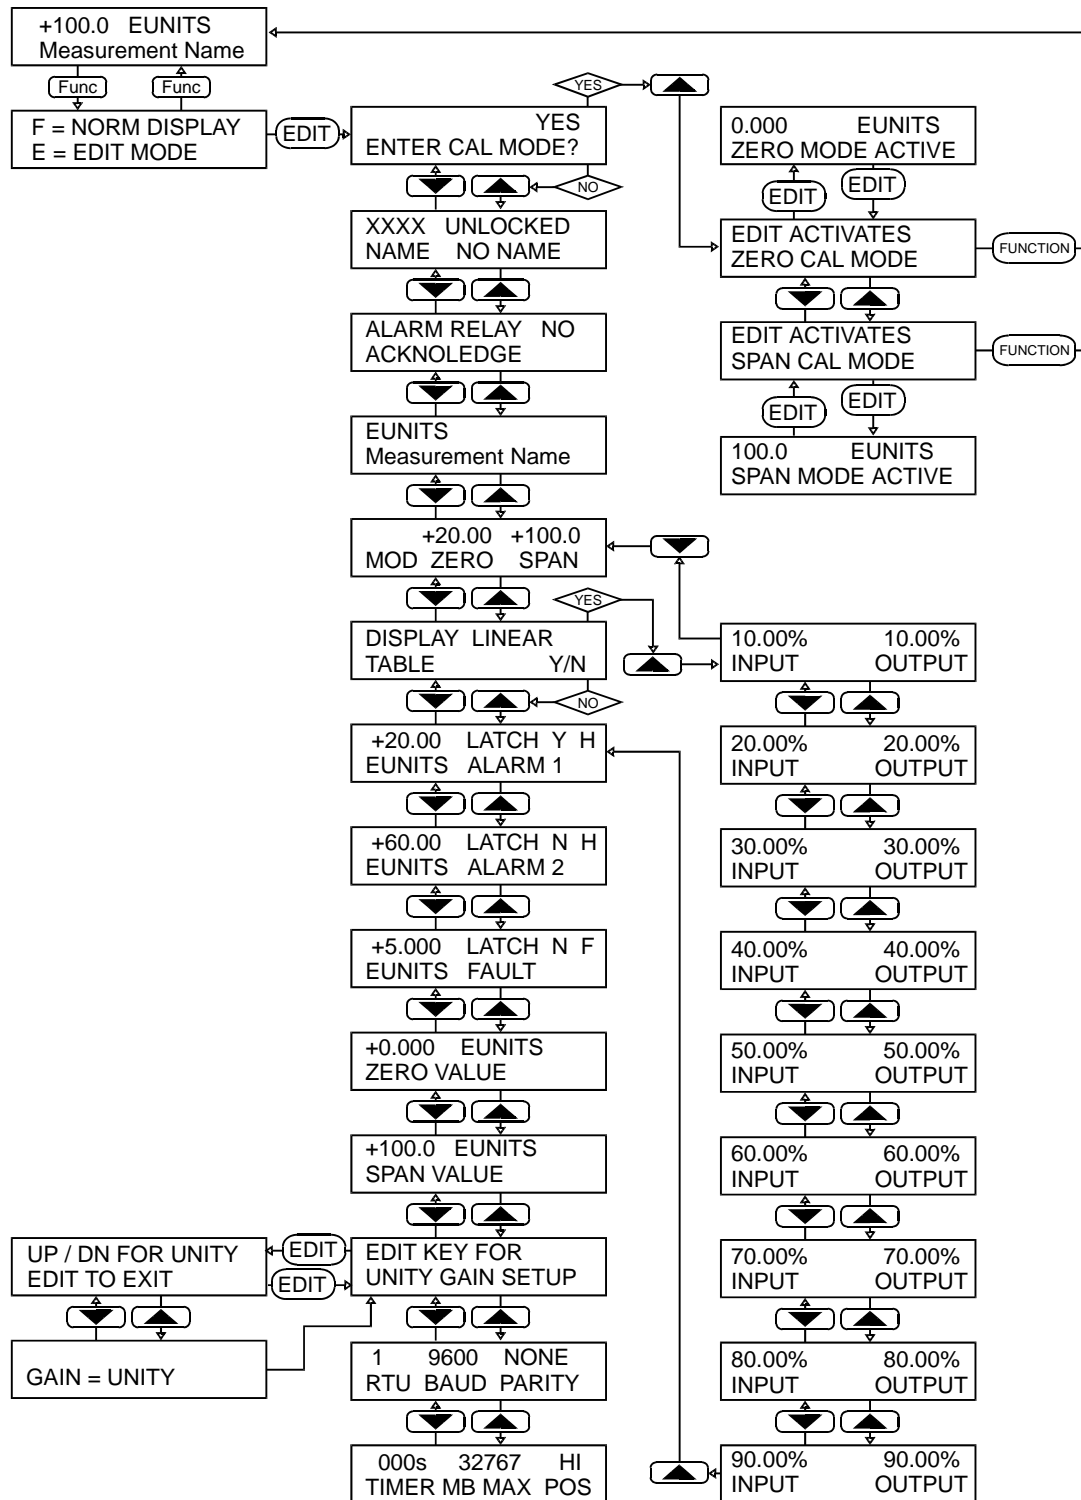 +100.0 EUNITS
Measurement Name
Func
Func
F = NORM DISPLAY
E = EDIT MODE
EDIT
YES
ENTER CAL MODE?
YES
NO
XXXX UNLOCKED
NAME NO NAME
ALARM RELAY NO
ACKNOLEDGE
EUNITS
Measurement Name
+20.00 +100.0
MOD ZERO SPAN
DISPLAY LINEAR
TABLE Y/N
YES
NO
+20.00 LATCH Y H
EUNITS ALARM 1
+60.00 LATCH N H
EUNITS ALARM 2
+5.000 LATCH N F
EUNITS FAULT
+0.000 EUNITS
ZERO VALUE
+100.0 EUNITS
SPAN VALUE
EDIT KEY FOR
UNITY GAIN SETUP
EDIT
EDIT
UP / DN FOR UNITY
EDIT TO EXIT
GAIN = UNITY
1 9600 NONE
RTU BAUD PARITY
000s 32767 HI
TIMER MB MAX POS
0.000 EUNITS
ZERO MODE ACTIVE
EDIT
EDIT
EDIT ACTIVATES
ZERO CAL MODE
FUNCTION
EDIT ACTIVATES
SPAN CAL MODE
FUNCTION
EDIT
EDIT
100.0 EUNITS
SPAN MODE ACTIVE
10.00% 10.00%
INPUT OUTPUT
20.00% 20.00%
INPUT OUTPUT
30.00% 30.00%
INPUT OUTPUT
40.00% 40.00%
INPUT OUTPUT
50.00% 50.00%
INPUT OUTPUT
60.00% 60.00%
INPUT OUTPUT
70.00% 70.00%
INPUT OUTPUT
80.00% 80.00%
INPUT OUTPUT
90.00% 90.00%
INPUT OUTPUT